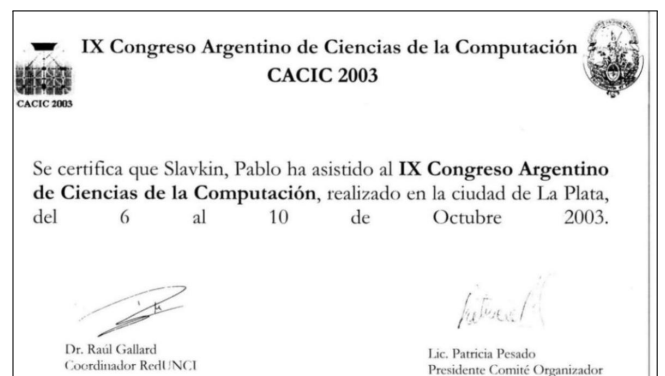 IX Congreso Argentino de Ciencias de la Computación
CACIC 2003
CACIC 2003
Se certifica que Slavkin, Pablo ha asistido al IX Congreso Argentino
de Ciencias de la Computación, realizado en la ciudad de La Plata,
del 6 al 10 de Octubre 2003.
Dr. Raúl Gallard
Coordinador RedUNCI
Lic. Patricia Pesado
Presidente Comité Organizador